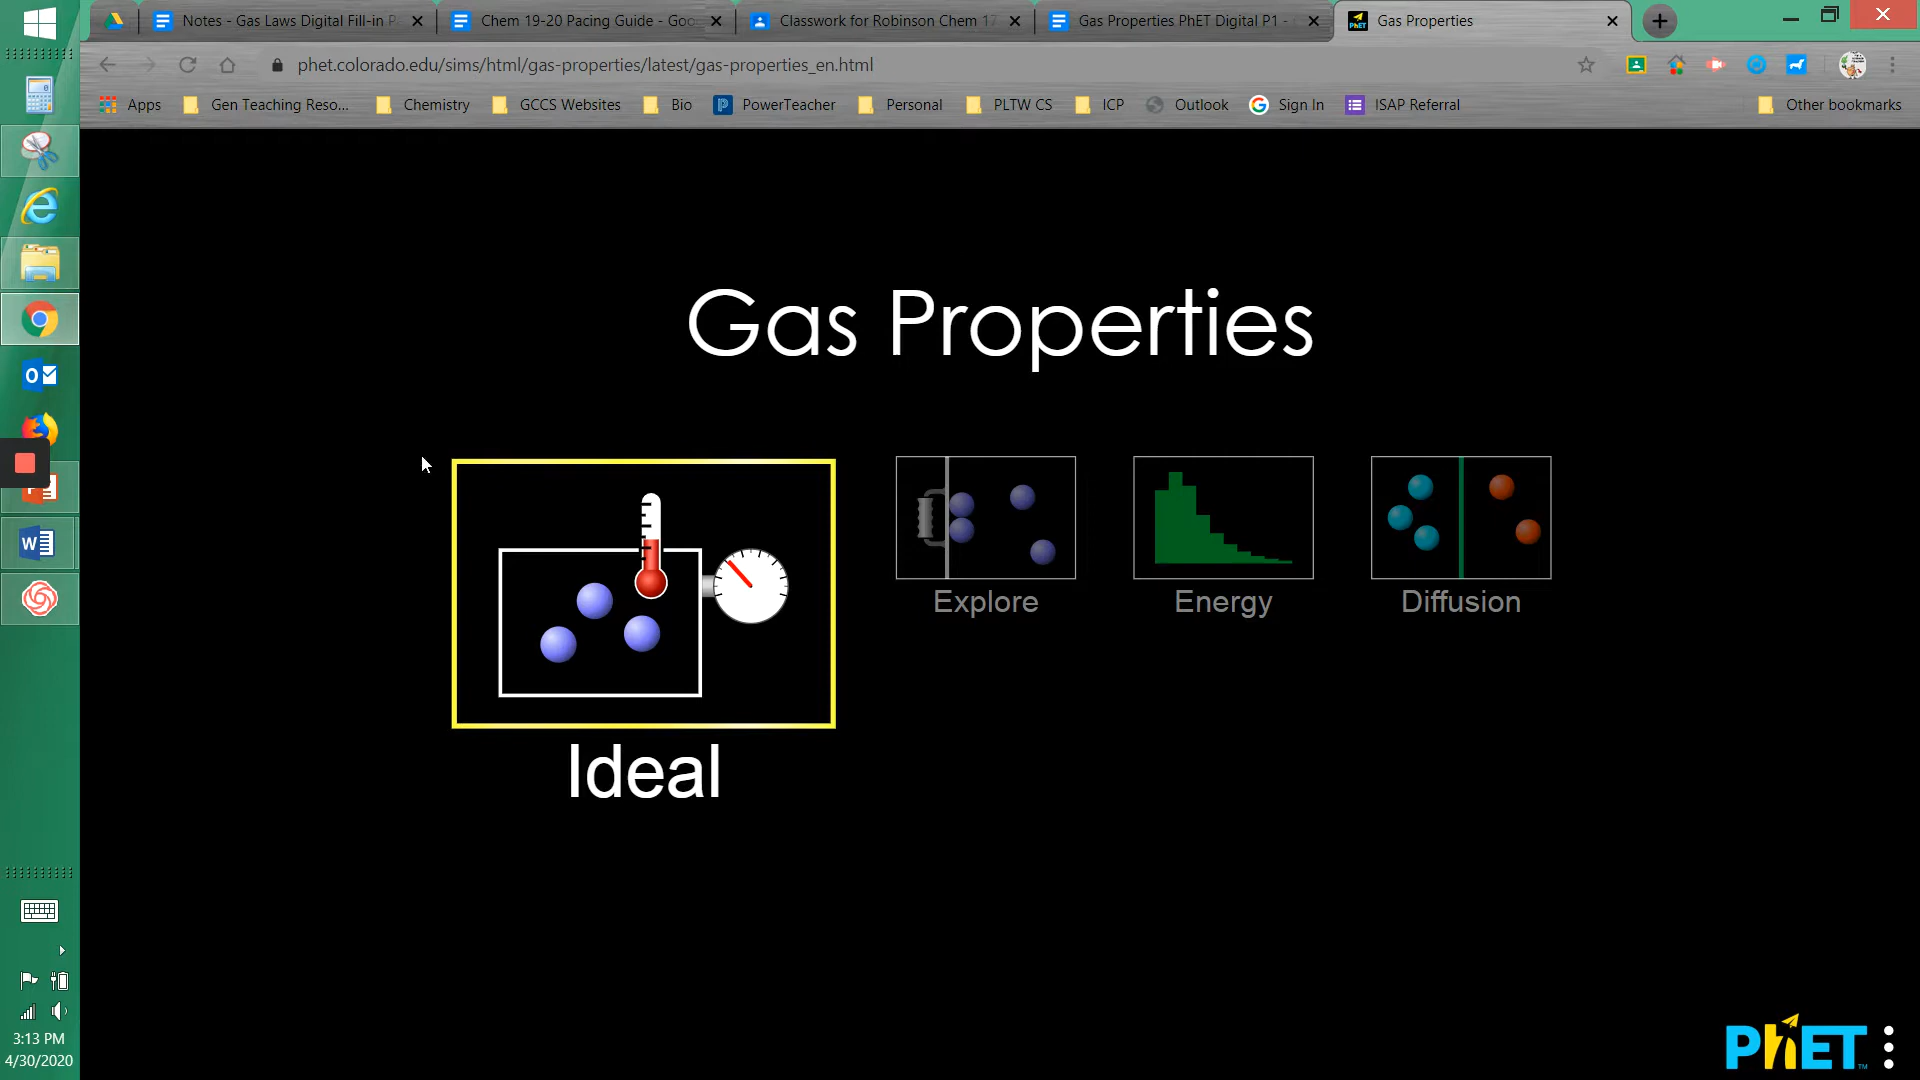 Notes - Gas Laws Digital Fill-in P
Chem 19-20 Pacing Guide - Goo
Classwork for Robinson Chem 17
Gas Properties PhET Digital P1 -
Gas Properties
phet.colorado.edu/sims/html/gas-properties/latest/gas-properties_en.html
Apps
Gen Teaching Reso...
Chemistry
GCCS Websites
Bio
PowerTeacher
Personal
PLTW CS
ICP
Outlook
Sign In
ISAP Referral
Other bookmarks
Gas Properties
Ideal
Explore
Energy
Diffusion
3:13 PM
4/30/2020
PhET